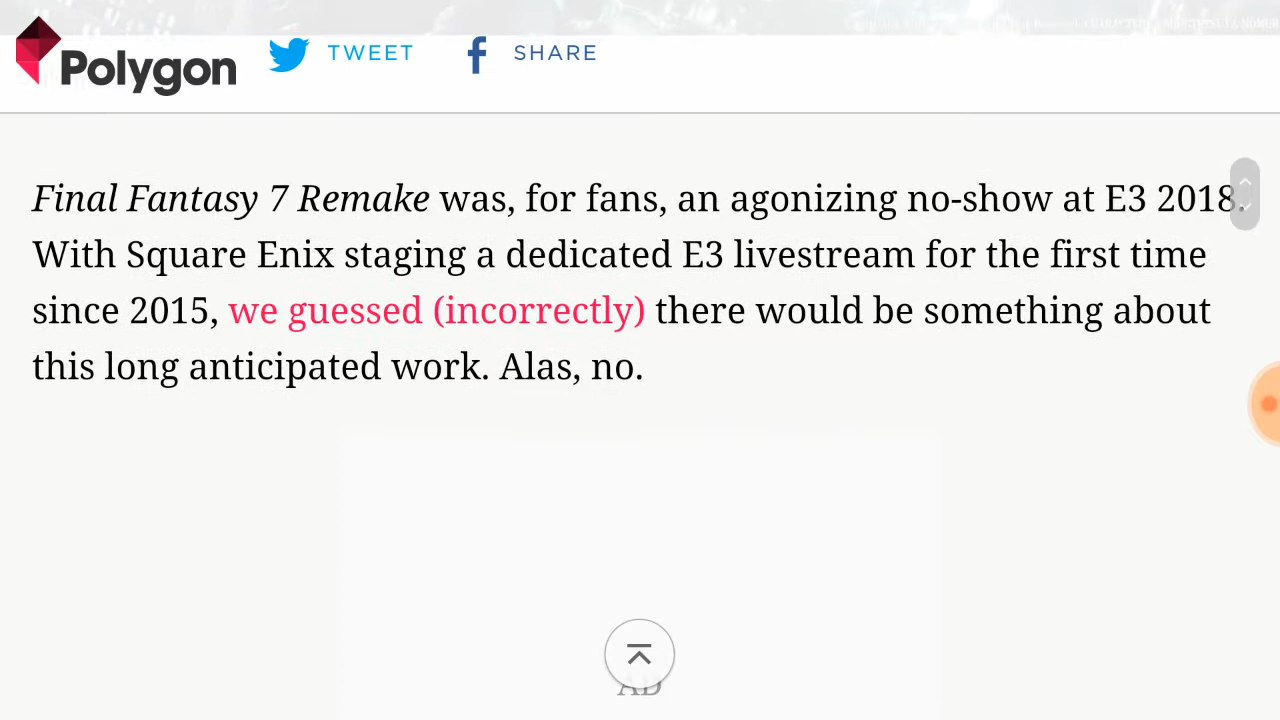 Polygon TWEET SHARE
Final Fantasy 7 Remake was, for fans, an agonizing no-show at E3 2018.
With Square Enix staging a dedicated E3 livestream for the first time
since 2015, we guessed (incorrectly) there would be something about
this long anticipated work. Alas, no.
AD